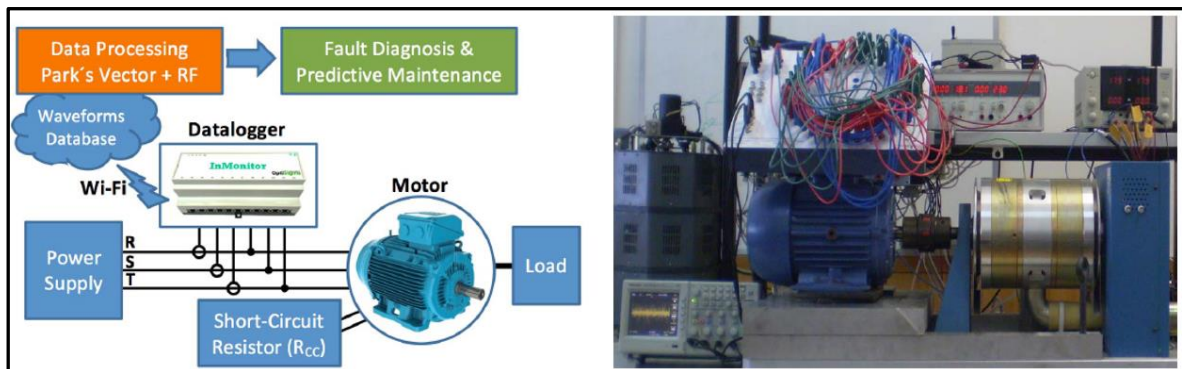 Data Processing
Park´s Vector + RF
Fault Diagnosis &
Predictive Maintenance
Waveforms
Database
Datalogger
InMonitor
Wi-Fi
Motor
Power
Supply
R
S
T
Load
Short-Circuit
Resistor (RCC)